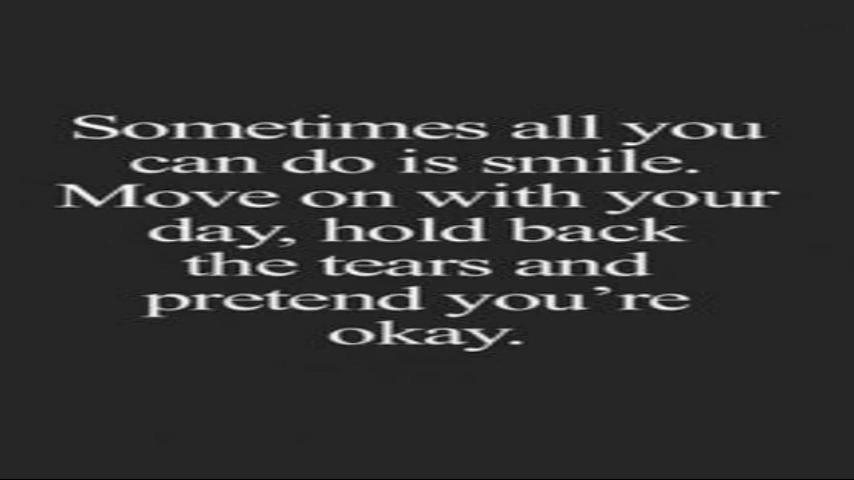 Sometimes all you
can do is smile.
Move on with your
day, hold back
the tears and
pretend you’re
okay.